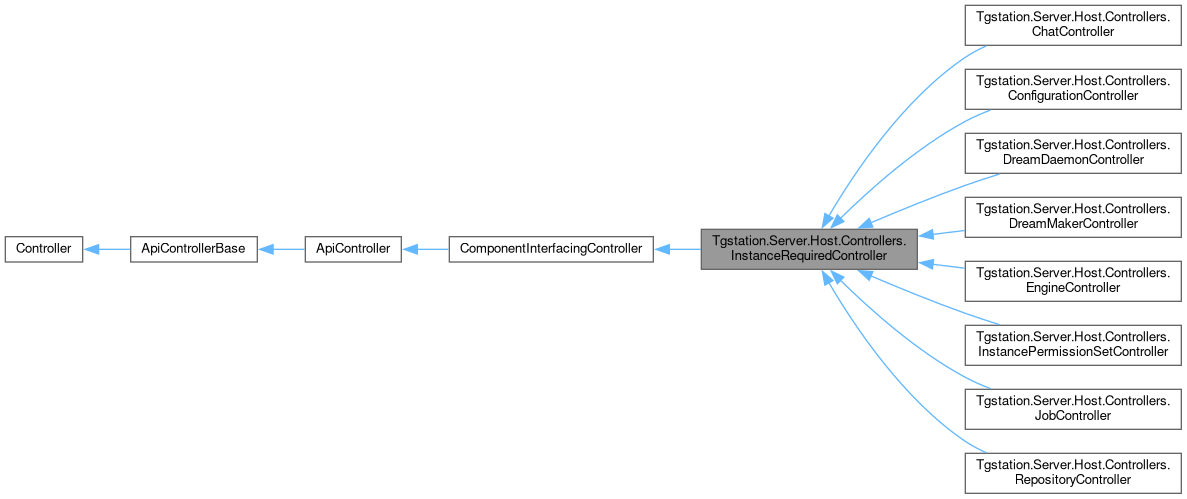 Tgstation.Server.Host.Controllers.
ChatController
Tgstation.Server.Host.Controllers.
ConfigurationController
Tgstation.Server.Host.Controllers.
DreamDaemonController
Tgstation.Server.Host.Controllers.
DreamMakerController
Controller
ApiControllerBase
ApiController
ComponentInterfacingController
Tgstation.Server.Host.Controllers.
InstanceRequiredController
Tgstation.Server.Host.Controllers.
EngineController
Tgstation.Server.Host.Controllers.
InstancePermissionSetController
Tgstation.Server.Host.Controllers.
JobController
Tgstation.Server.Host.Controllers.
RepositoryController